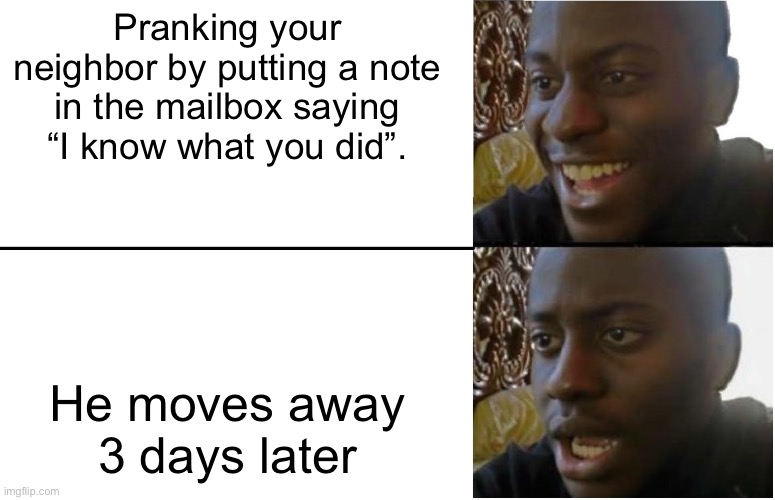 Pranking your
neighbor by putting a note
in the mailbox saying
“I know what you did”.
He moves away
3 days later
imgflip.com